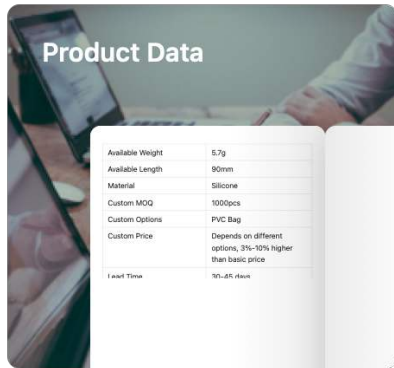 Product Data
Available Weight 5.7g
Available Length 90mm
Material Silicone
Custom MOQ 1000pcs
Custom Options PVC Bag
Custom Price Depends on different
options, 3%-10% higher
than basic price
Lead Time 30-45 days